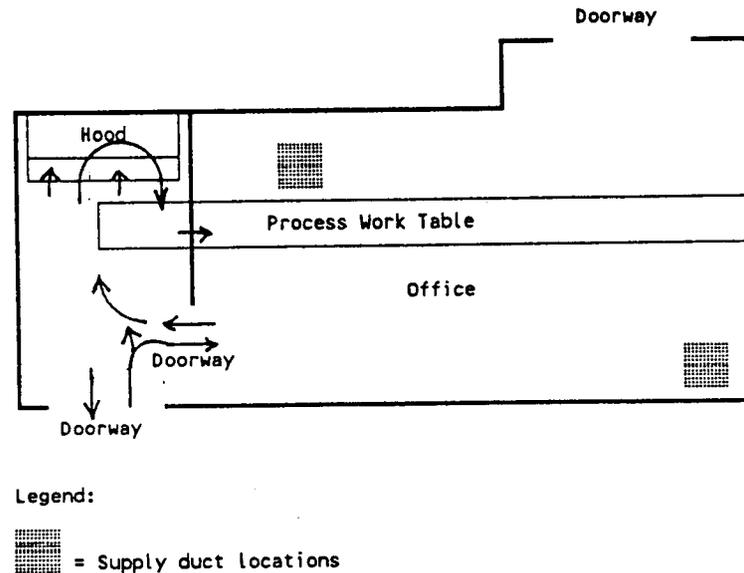 Doorway
Hood
Process Work Table
Office
Doorway
Doorway
Legend:
= Supply duct locations